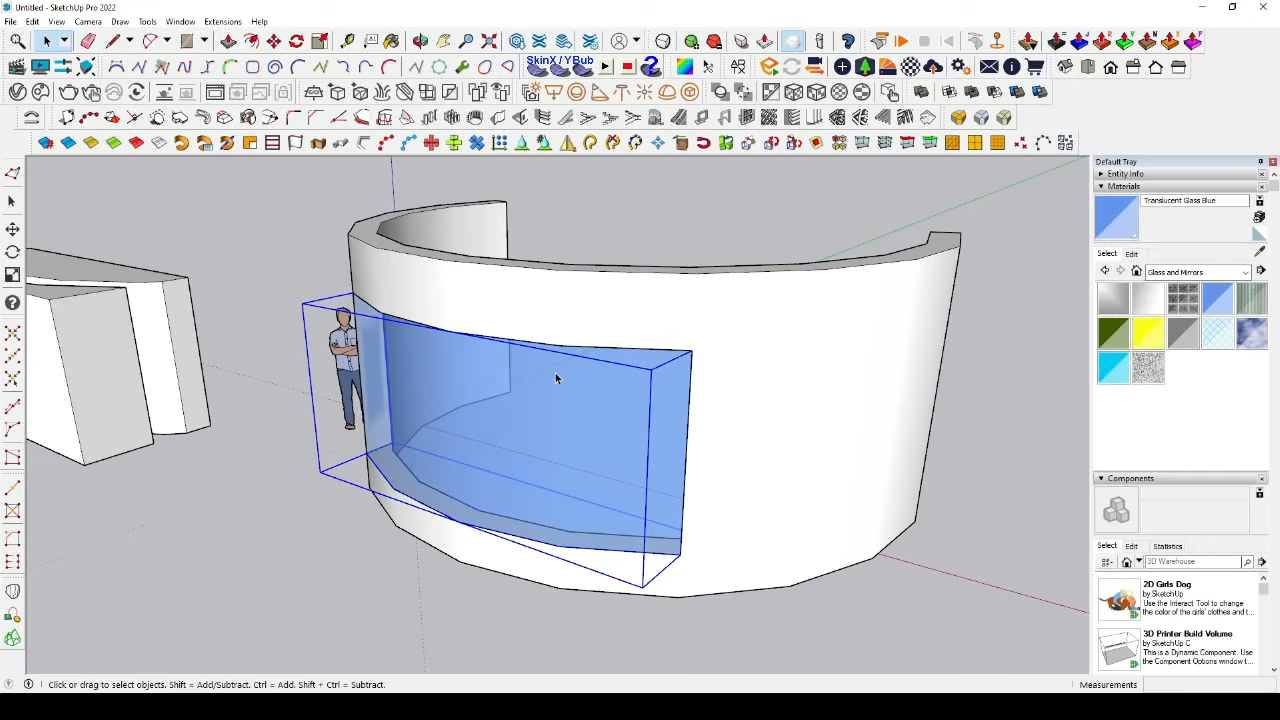 Untitled - SketchUp Pro 2022
File Edit View Camera Draw Tools Window Extensions Help
SkinX / YBub
Default Tray
Entity Info
Materials
Translucent Glass Blue
Select Edit
Glass and Mirrors
Components
Select Edit Statistics
3D Warehouse
2D Girls Dog
by SketchUp
Use the Interact Tool to change
the color of the girls' clothes and t...
3D Printer Build Volume
by SketchUp C
This is a Dynamic Component. Use
the Component Options window t...
Click or drag to select objects. Shift = Add/Subtract. Ctrl = Add. Shift + Ctrl = Subtract.
Measurements